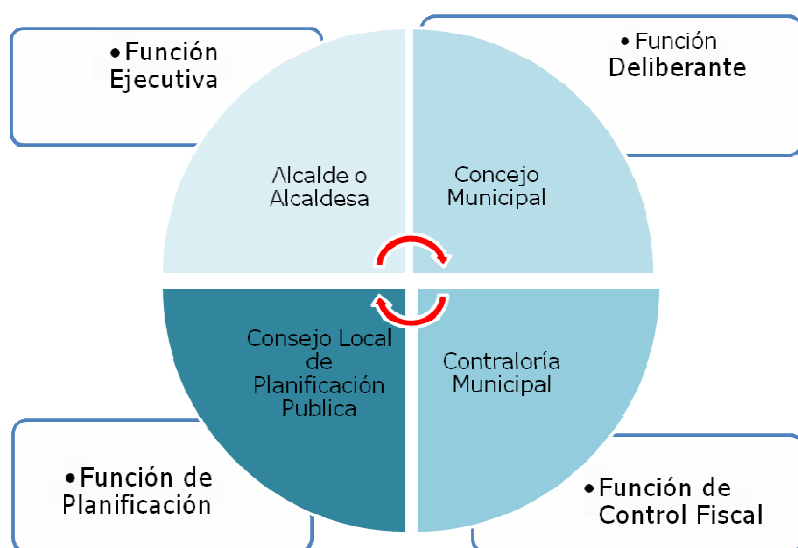 •Función
Ejecutiva
•Función
Deliberante
Alcalde o
Alcaldesa
Concejo
Municipal
Consejo Local
de
Planificación
Publica
Contraloría
Municipal
•Función de
Planificación
•Función de
Control Fiscal